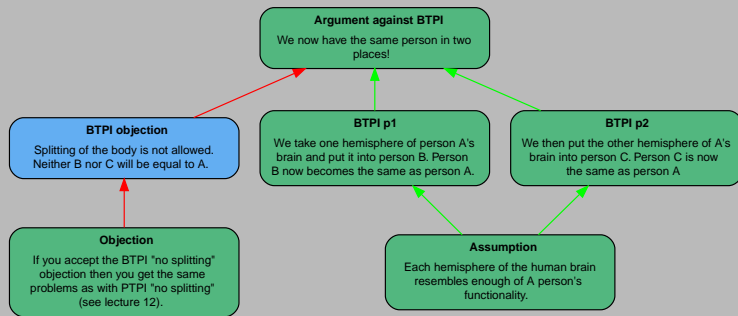 Argument against BTPI
We now have the same person in two
places!
BTPI objection
Splitting of the body is not allowed.
Neither B nor C will be equal to A.
BTPI p1
We take one hemisphere of person A's
brain and put it into person B. Person
B now becomes the same as person A.
BTPI p2
We then put the other hemisphere of A's
brain into person C. Person C is now
the same as person A
Objection
If you accept the BTPI "no splitting"
objection then you get the same
problems as with PTPI "no splitting"
(see lecture 12).
Assumption
Each hemisphere of the human brain
resembles enough of A person's
functionality.